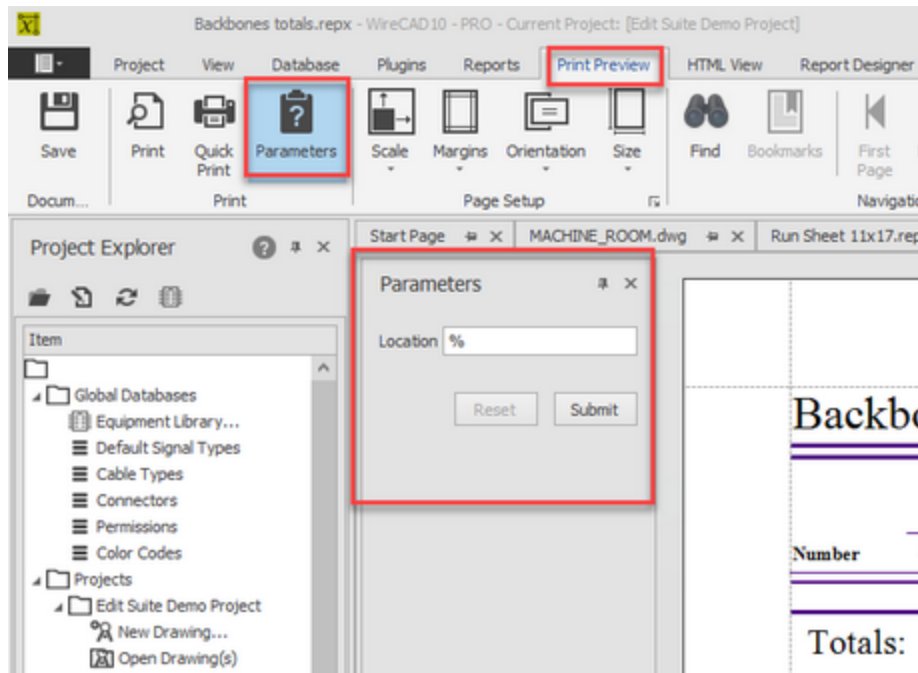 Backbones totals.repx - WireCAD10 - PRO - Current Project: [Edit Suite Demo Project]
Project View Database Plugins Reports Print Preview HTML View Report Designer
Save Print Quick Print Parameters Scale Margins Orientation Size Find Bookmarks First Page
Docum... Print Page Setup
Project Explorer
Start Page MACHINE_ROOM.dwg Run Sheet 11x17.rep
Item
Global Databases
Equipment Library...
Default Signal Types
Cable Types
Connectors
Permissions
Color Codes
Projects
Edit Suite Demo Project
New Drawing...
Open Drawing(s)
Parameters
Location %
Reset Submit
Number
Totals: